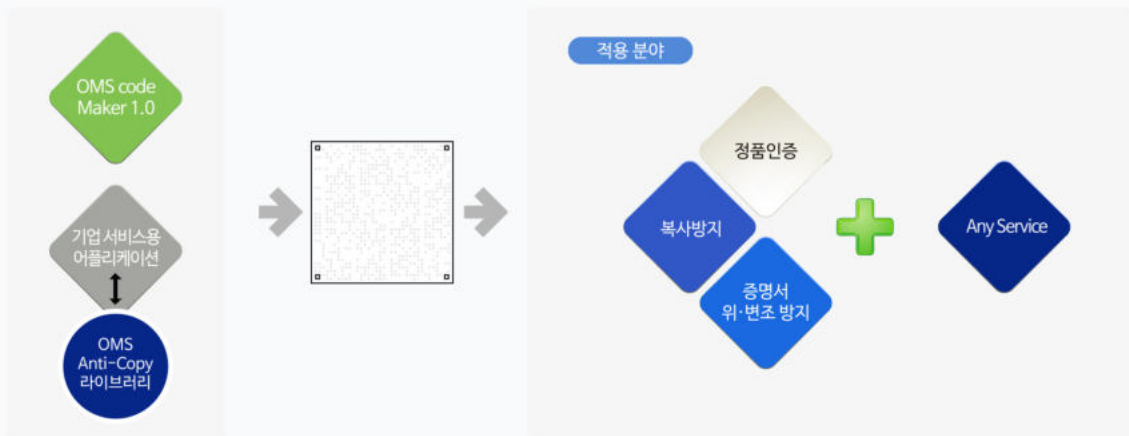 OMS code
Maker 1.0
기업 서비스용
어플리케이션
OMS
Anti-Copy
라이브러리
적용 분야
정품인증
복사방지
증명서
위·변조 방지
Any Service